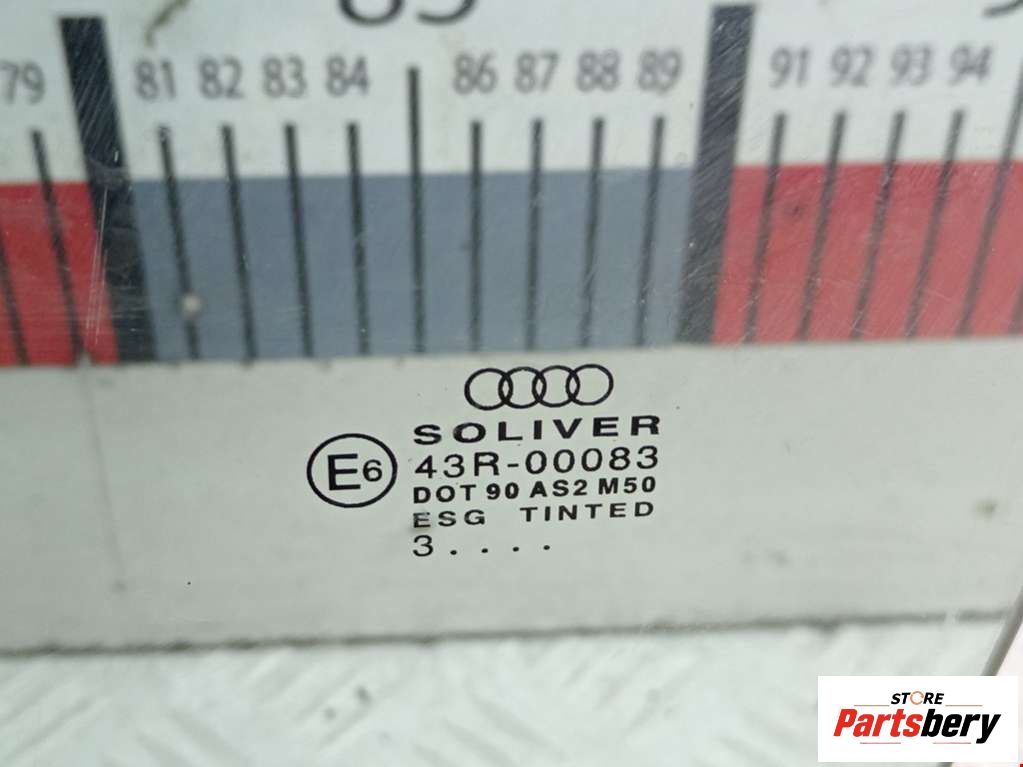 85
79 81 82 83 84 86 87 88 89 91 92 93 94
SOLIVER
E6 43R-00083
DOT 90 AS2 M50
ESG TINTED
3 . . . .
STORE
Partsbery